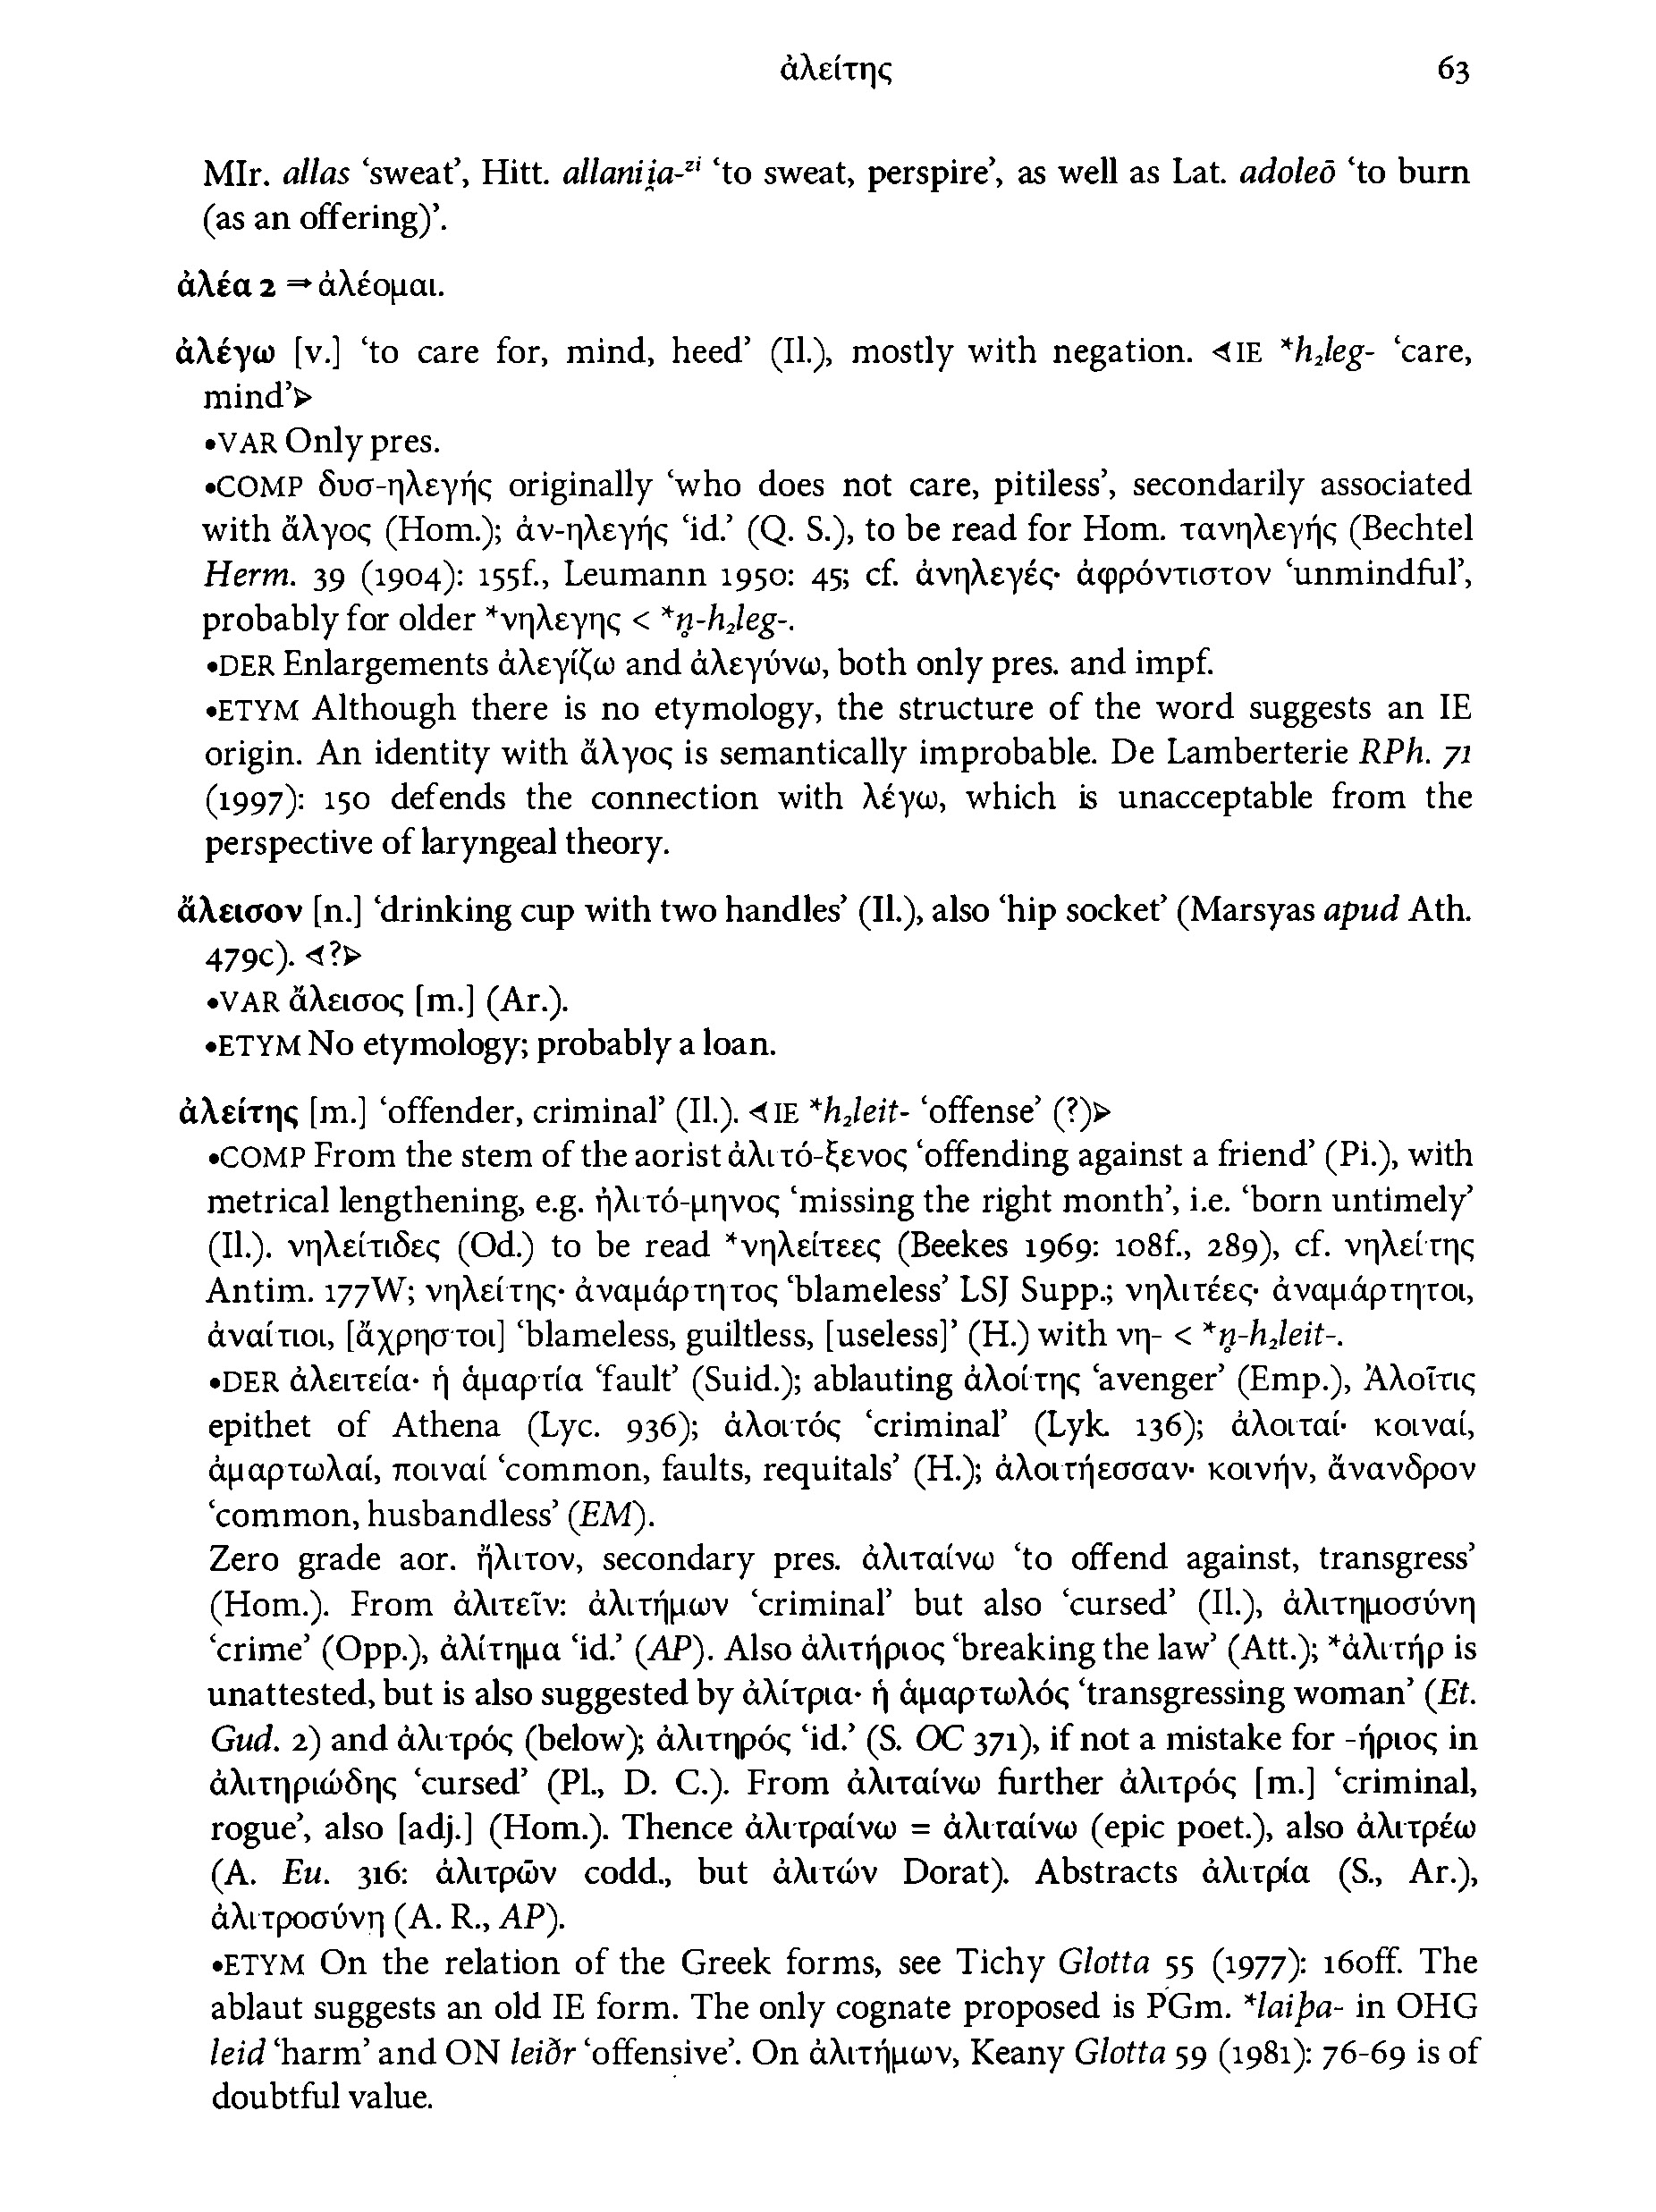 ἀλείτης 63
MIr. allas ‘sweat’, Hitt. allanii̯a-ᶻⁱ ‘to sweat, perspire’, as well as Lat. adoleō ‘to burn
(as an offering)’.
ἀλέα 2 ⇒ ἀλέομαι.
ἀλέγω [v.] ‘to care for, mind, heed’ (Il.), mostly with negation. ⊲IE *h₂leg- ‘care,
mind’⊳
•VAR Only pres.
•COMP δυσ-ηλεγής originally ‘who does not care, pitiless’, secondarily associated
with ἄλγος (Hom.); ἀν-ηλεγής ‘id.’ (Q. S.), to be read for Hom. τανηλεγής (Bechtel
Herm. 39 (1904): 155f., Leumann 1950: 45; cf. ἀνηλεγές· ἀφρόντιστον ‘unmindful’,
probably for older *νηλεγης < *n̥-h₂leg-.
•DER Enlargements ἀλεγίζω and ἀλεγύνω, both only pres. and impf.
•ETYM Although there is no etymology, the structure of the word suggests an IE
origin. An identity with ἄλγος is semantically improbable. De Lamberterie RPh. 71
(1997): 150 defends the connection with λέγω, which is unacceptable from the
perspective of laryngeal theory.
ἄλεισον [n.] ‘drinking cup with two handles’ (Il.), also ‘hip socket’ (Marsyas apud Ath.
479c). ⊲?⊳
•VAR ἄλεισος [m.] (Ar.).
•ETYM No etymology; probably a loan.
ἀλείτης [m.] ‘offender, criminal’ (Il.). ⊲IE *h₂leit- ‘offense’ (?)⊳
•COMP From the stem of the aorist ἀλιτό-ξενος ‘offending against a friend’ (Pi.), with
metrical lengthening, e.g. ἠλιτό-μηνος ‘missing the right month’, i.e. ‘born untimely’
(Il.). νηλείτιδες (Od.) to be read *νηλείτεες (Beekes 1969: 108f., 289), cf. νηλείτης
Antim. 177W; νηλείτης· ἀναμάρτητος ‘blameless’ LSJ Supp.; νηλιτέες· ἀναμάρτητοι,
ἀναίτιοι, [ἄχρηστοι] ‘blameless, guiltless, [useless]’ (H.) with νη- < *n̥-h₂leit-.
•DER ἀλειτεία· ἡ ἁμαρτία ‘fault’ (Suid.); ablauting ἀλοίτης ‘avenger’ (Emp.), Ἀλοῖτις
epithet of Athena (Lyc. 936); ἀλοιτός ‘criminal’ (Lyk. 136); ἀλοιταί· κοιναί,
ἁμαρτωλαί, ποιναί ‘common, faults, requitals’ (H.); ἀλοιτήεσσαν· κοινήν, ἄνανδρον
‘common, husbandless’ (EM).
Zero grade aor. ἤλιτον, secondary pres. ἀλιταίνω ‘to offend against, transgress’
(Hom.). From ἀλιτεῖν: ἀλιτήμων ‘criminal’ but also ‘cursed’ (Il.), ἀλιτημοσύνη
‘crime’ (Opp.), ἀλίτημα ‘id.’ (AP). Also ἀλιτήριος ‘breaking the law’ (Att.); *ἀλιτήρ is
unattested, but is also suggested by ἀλίτρια· ἡ ἁμαρτωλός ‘transgressing woman’ (Et.
Gud. 2) and ἀλιτρός (below); ἀλιτηρός ‘id.’ (S. OC 371), if not a mistake for -ήριος in
ἀλιτηριώδης ‘cursed’ (Pl., D. C.). From ἀλιταίνω further ἀλιτρός [m.] ‘criminal,
rogue’, also [adj.] (Hom.). Thence ἀλιτραίνω = ἀλιταίνω (epic poet.), also ἀλιτρέω
(A. Eu. 316: ἀλιτρῶν codd., but ἀλιτών Dorat). Abstracts ἀλιτρία (S., Ar.),
ἀλιτροσύνη (A. R., AP).
•ETYM On the relation of the Greek forms, see Tichy Glotta 55 (1977): 160ff. The
ablaut suggests an old IE form. The only cognate proposed is PGm. *laiþa- in OHG
leid ‘harm’ and ON leiðr ‘offensive’. On ἀλιτήμων, Keany Glotta 59 (1981): 76-69 is of
doubtful value.